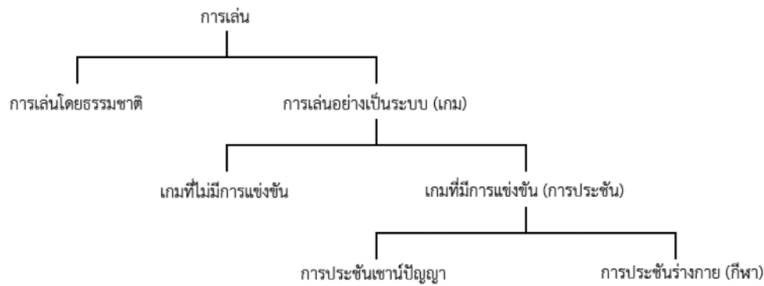 การเล่น
การเล่นโดยธรรมชาติ
การเล่นอย่างเป็นระบบ (เกม)
เกมที่ไม่มีการแข่งขัน
เกมที่มีการแข่งขัน (การประชัน)
การประชันเชาน์ปัญญา
การประชันร่างกาย (กีฬา)